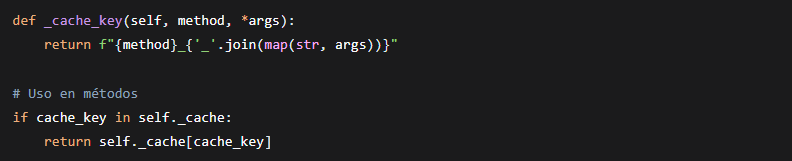 def _cache_key(self, method, *args):
    return f"{method}_{'_'.join(map(str, args))}"
# Uso en métodos
if cache_key in self._cache:
    return self._cache[cache_key]